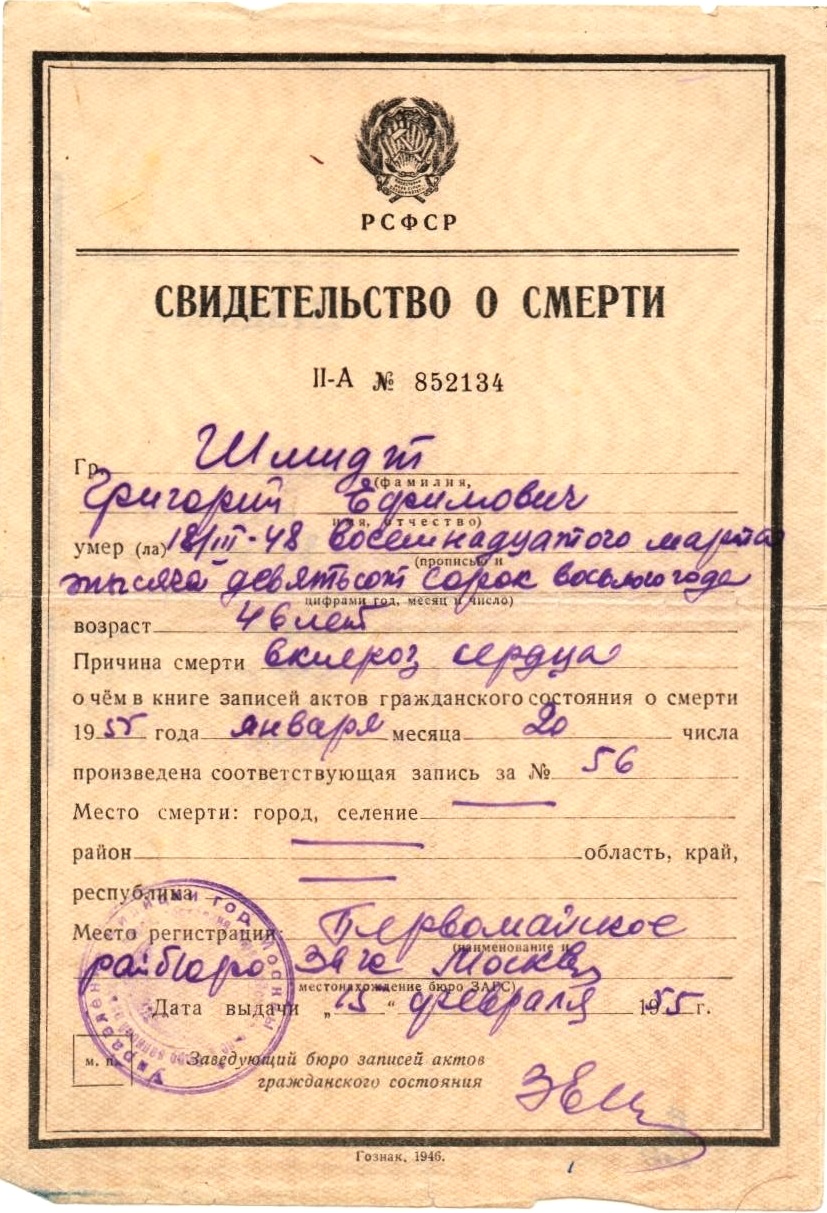 РСФСР
СВИДЕТЕЛЬСТВО О СМЕРТИ
II-А № 852134
Гр. Шмидт
(фамилия,
Григорий Ефимович
имя, отчество)
умер (ла) 18/III-48 восемнадцатого марта
(прописью и
тысяча девятьсот сорок восьмого года
цифрами год, месяц и число)
возраст 46 лет
Причина смерти сердца
о чём в книге записей актов гражданского состояния о смерти
1955 года января месяца 20 числа
произведена соответствующая запись за № 56
Место смерти: город, селение —
район — область, край,
республика —
Место регистрации: Первомайское
(наименование и
райбюро Загс Москвы
местонахождение бюро ЗАГС)
Дата выдачи „15“ февраля 1955 г.
м. п. Заведующий бюро записей актов
гражданского состояния
Гознак, 1946.